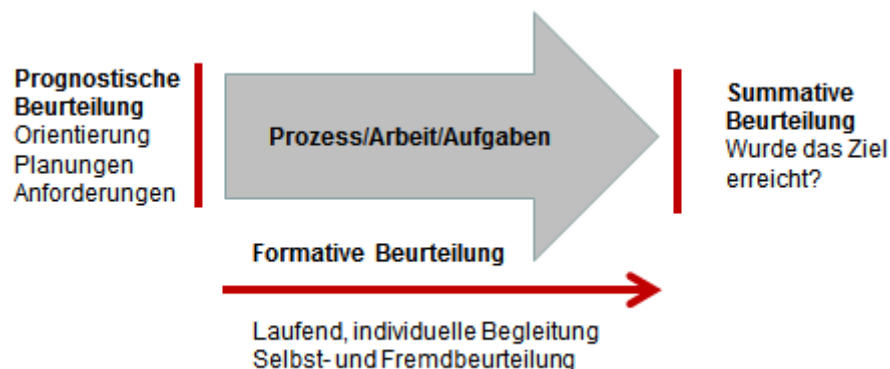 Prognostische
Beurteilung
Orientierung
Planungen
Anforderungen
Prozess/Arbeit/Aufgaben
Summative
Beurteilung
Wurde das Ziel
erreicht?
Formative Beurteilung
Laufend, individuelle Begleitung
Selbst- und Fremdbeurteilung